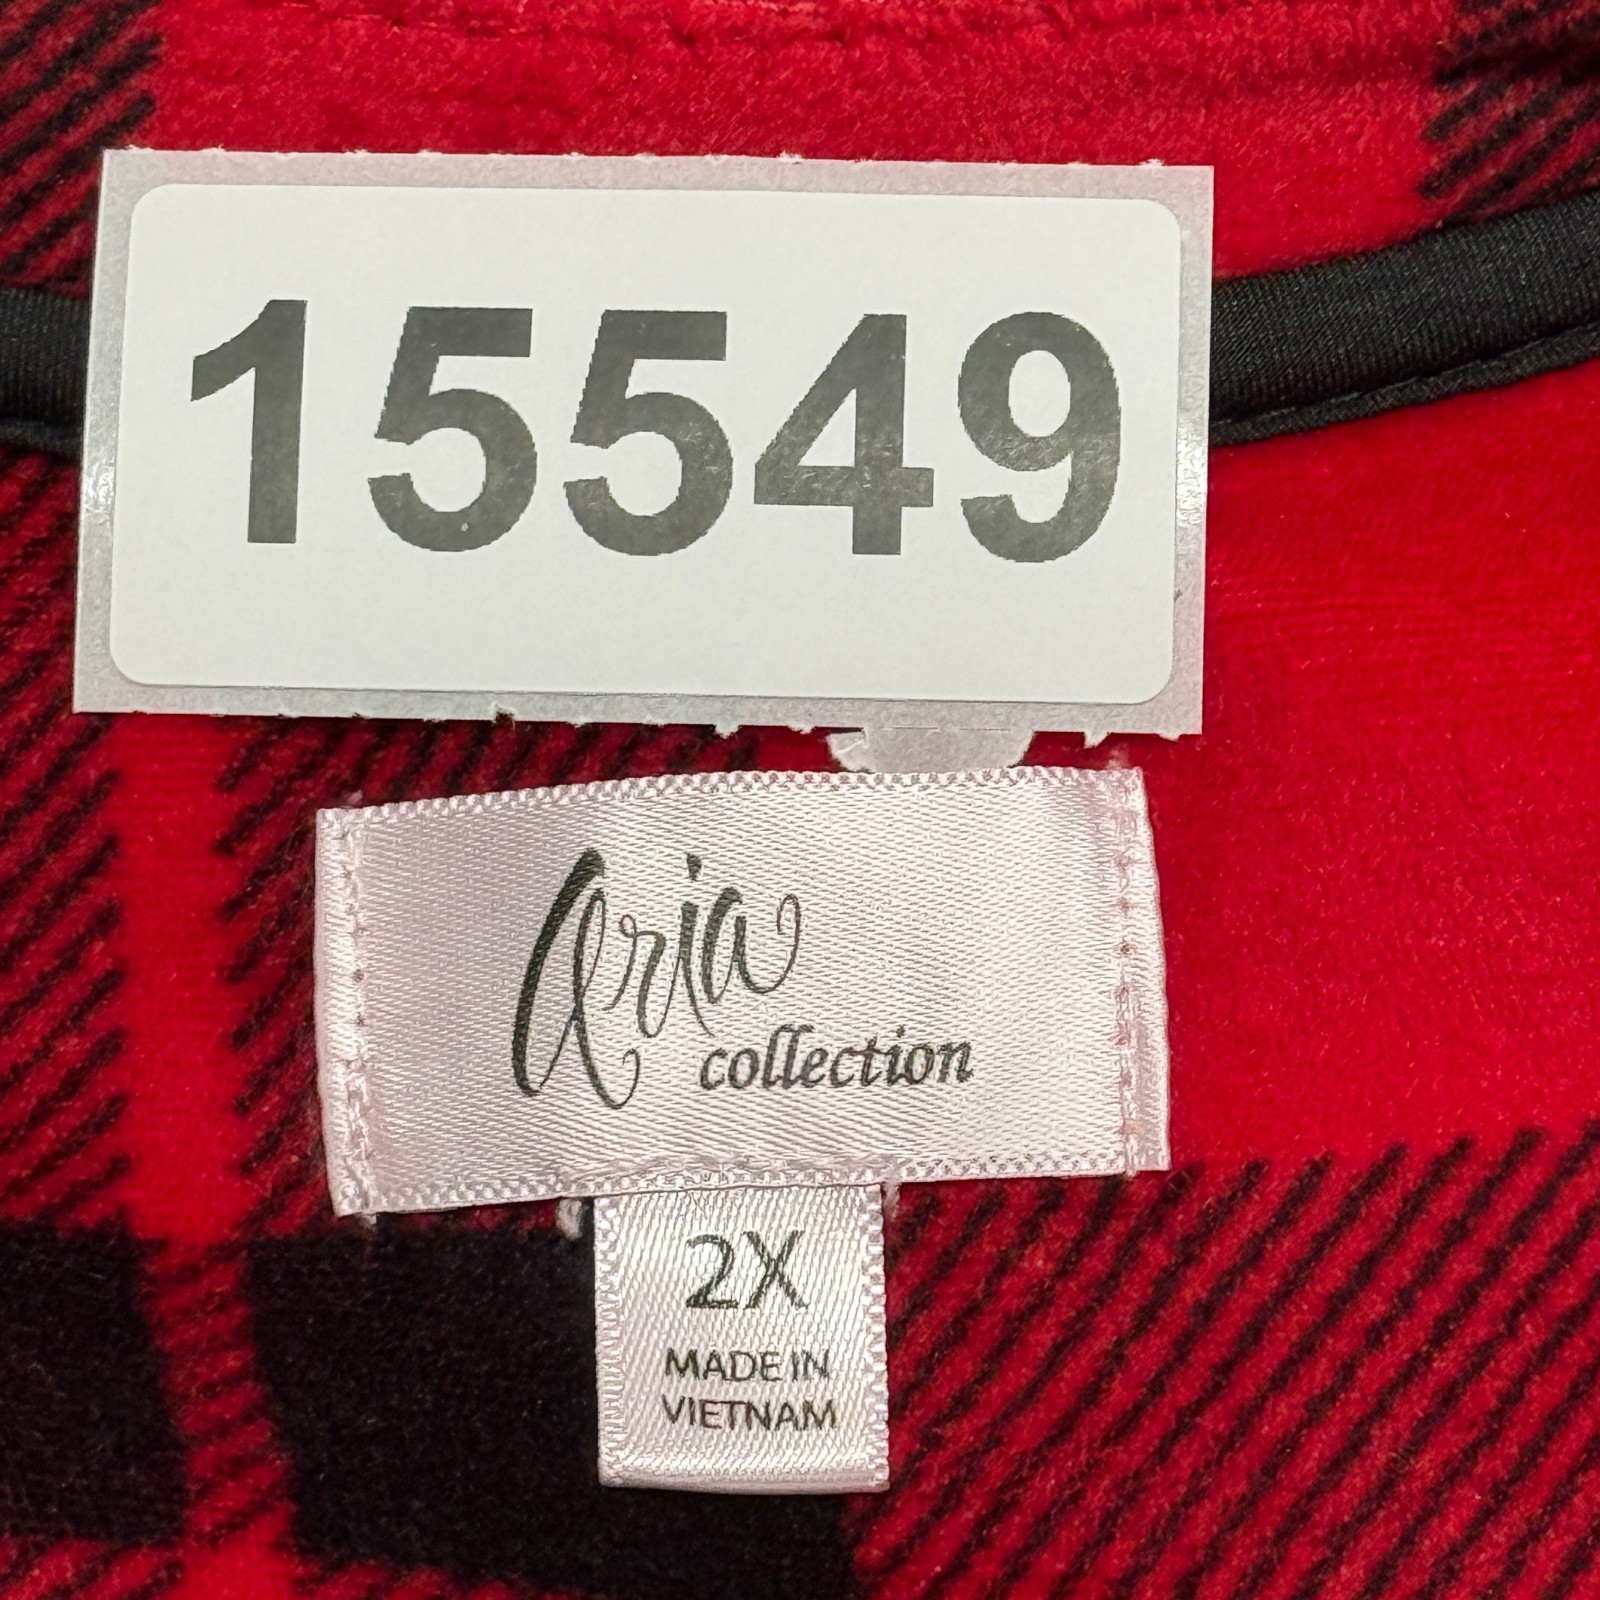 15549
aria
collection
2X
MADE IN
VIETNAM